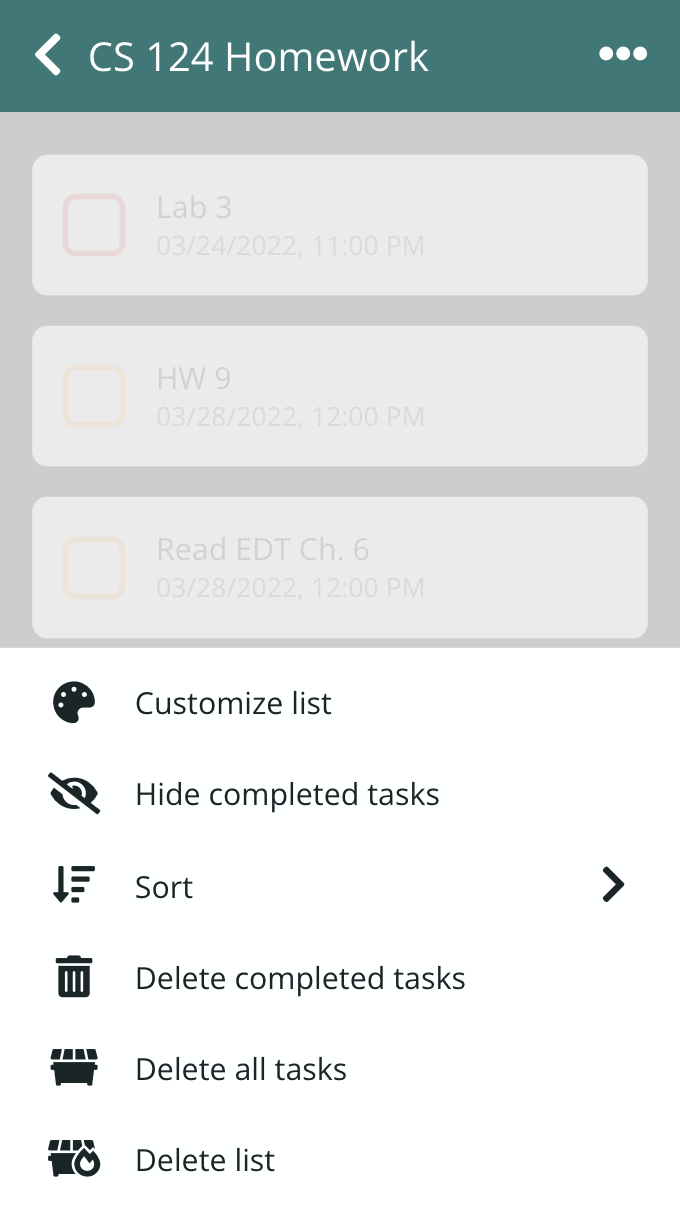 CS 124 Homework
Lab 3
03/24/2022, 11:00 PM
HW 9
03/28/2022, 12:00 PM
Read EDT Ch. 6
03/28/2022, 12:00 PM
Customize list
Hide completed tasks
Sort
Delete completed tasks
Delete all tasks
Delete list